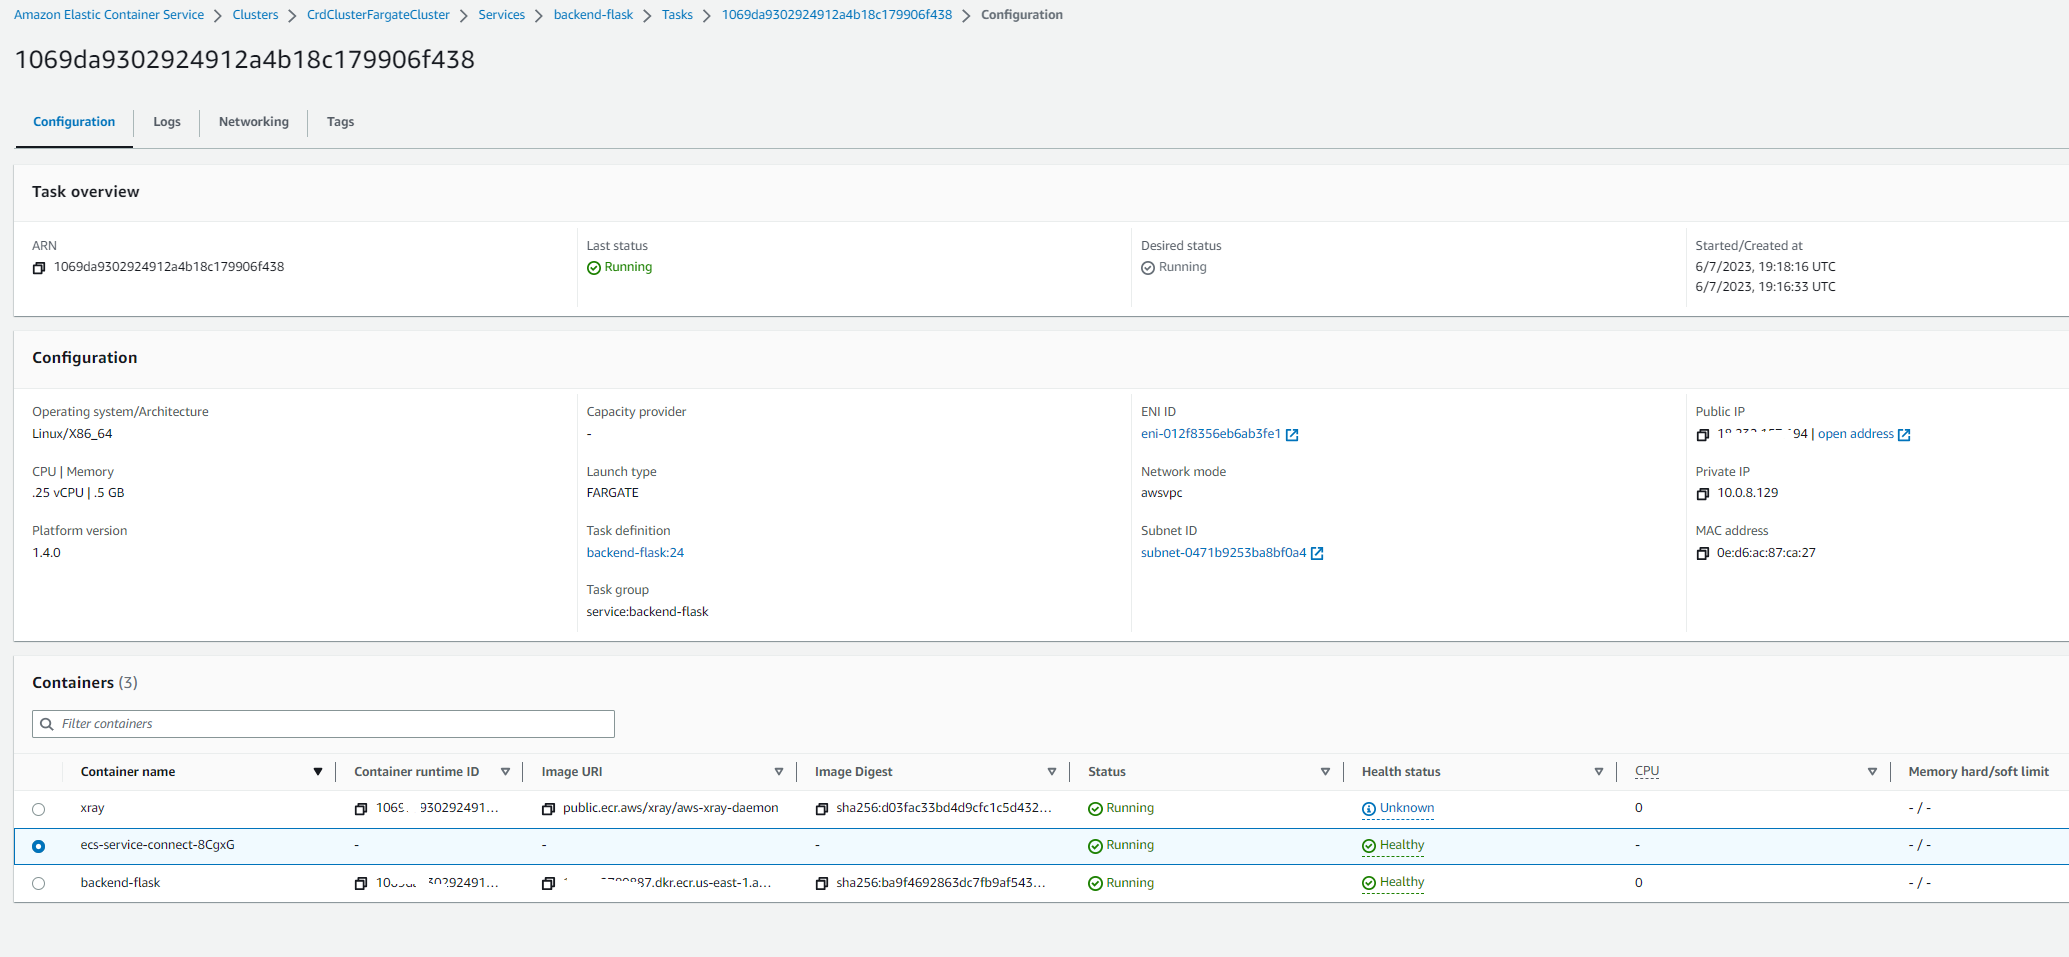 Amazon Elastic Container Service > Clusters > CrdClusterFargateCluster > Services > backend-flask > Tasks > 1069da9302924912a4b18c179906f438 > Configuration
1069da9302924912a4b18c179906f438
Configuration Logs Networking Tags
Task overview
ARN
1069da9302924912a4b18c179906f438
Last status
Running
Desired status
Running
Started/Created at
6/7/2023, 19:18:16 UTC
6/7/2023, 19:16:33 UTC
Configuration
Operating system/Architecture
Linux/X86_64
CPU | Memory
.25 vCPU | .5 GB
Platform version
1.4.0
Capacity provider
-
Launch type
FARGATE
Task definition
backend-flask:24
Task group
service:backend-flask
ENI ID
eni-012f8356eb6ab3fe1
Network mode
awsvpc
Subnet ID
subnet-0471b9253ba8bf0a4
Public IP
94 | open address
Private IP
10.0.8.129
MAC address
0e:d6:ac:87:ca:27
Containers (3)
Filter containers
Container name Container runtime ID Image URI Image Digest Status Health status CPU Memory hard/soft limit
xray 1069 930292491... public.ecr.aws/xray/aws-xray-daemon sha256:d03fac33bd4d9cfc1c5d432... Running Unknown 0 - / -
ecs-service-connect-8CgxG - - - Running Healthy - - / -
backend-flask 30292491... 87.dkr.ecr.us-east-1.a... sha256:ba9f4692863dc7fb9af543... Running Healthy 0 - / -